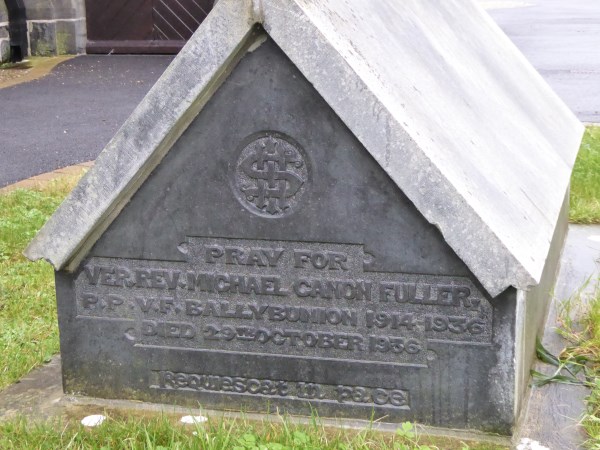 IHS
PRAY FOR
VER. REV. MICHAEL CANON FULLER.
P.P. V.F. BALLYBUNION 1914-1936
DIED 29TH OCTOBER 1936
Requiescat in pace